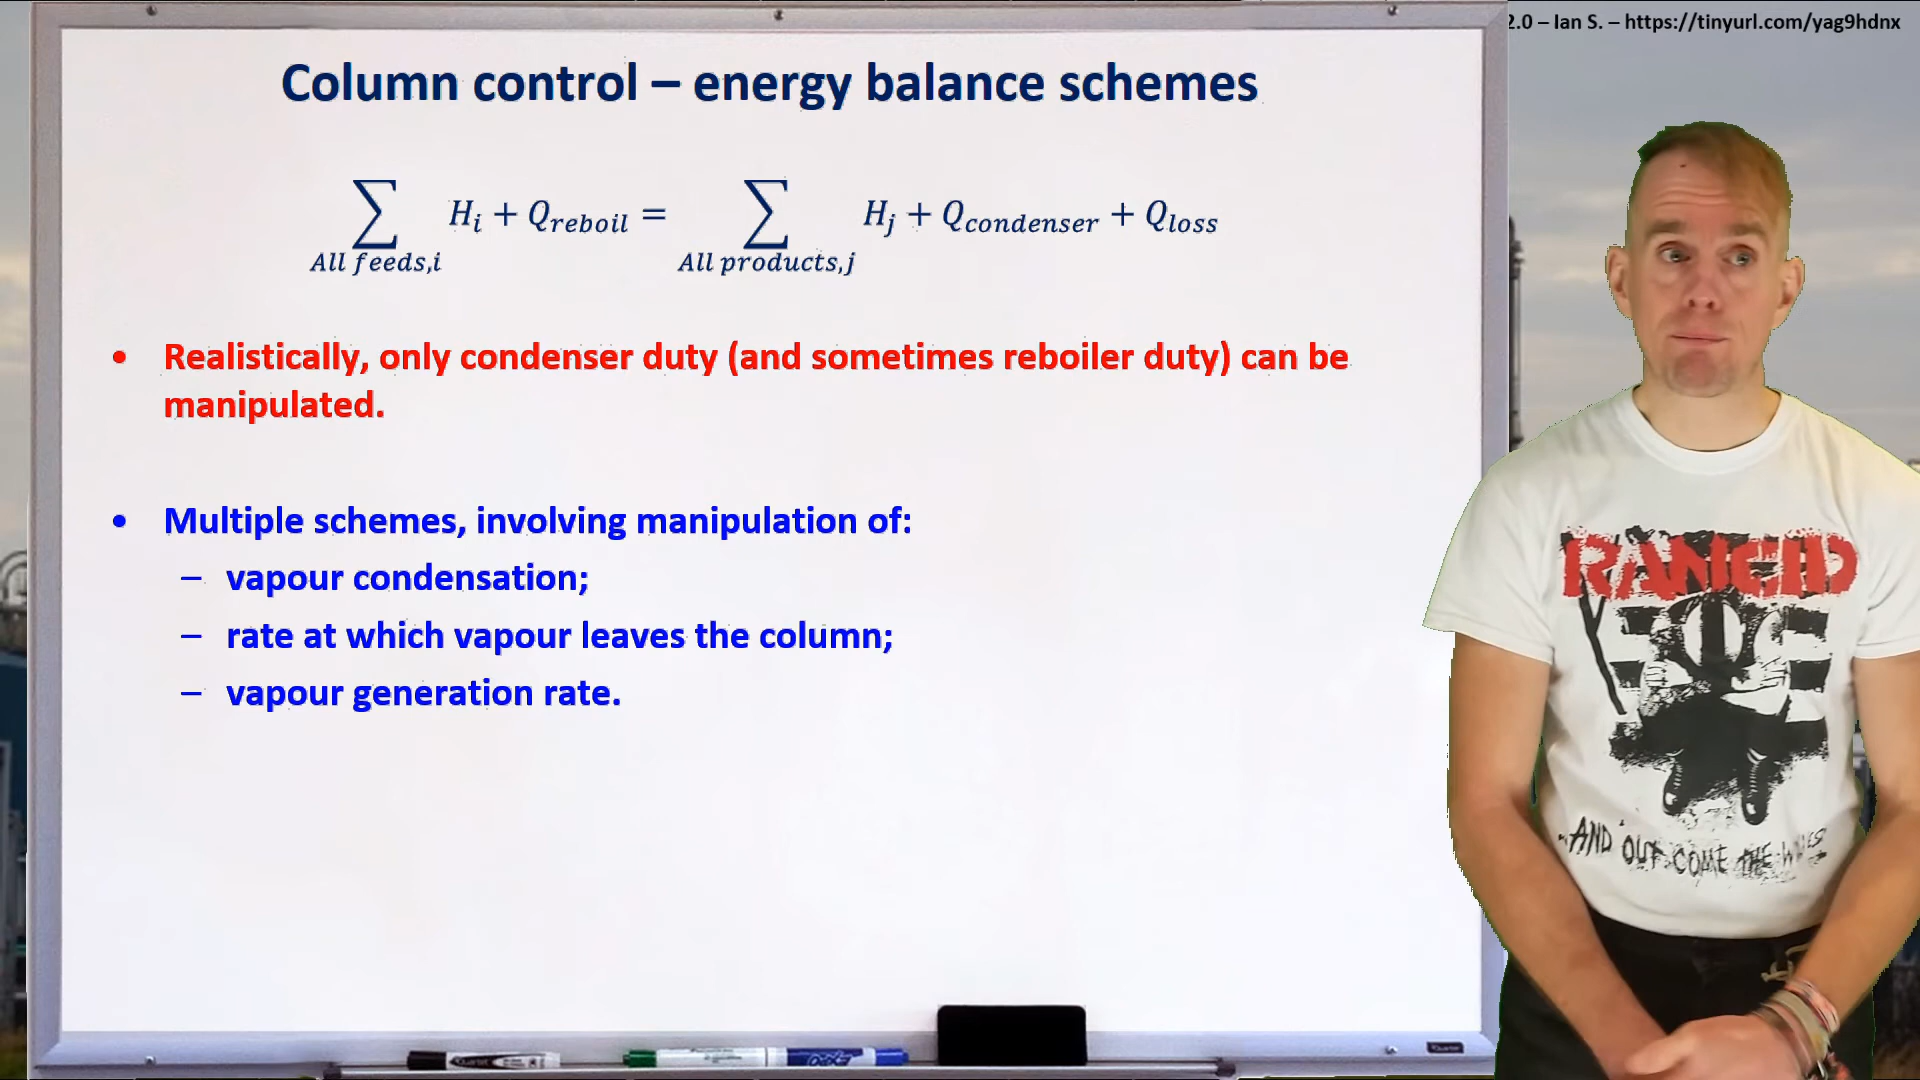 2.0 – Ian S. – https://tinyurl.com/yag9hdnx
Column control – energy balance schemes
∑ Hᵢ + Q_reboil = ∑ Hⱼ + Q_condenser + Q_loss
All feeds,i All products,j
• Realistically, only condenser duty (and sometimes reboiler duty) can be
manipulated.
• Multiple schemes, involving manipulation of:
– vapour condensation;
– rate at which vapour leaves the column;
– vapour generation rate.
RANCID
...AND OUT COME THE